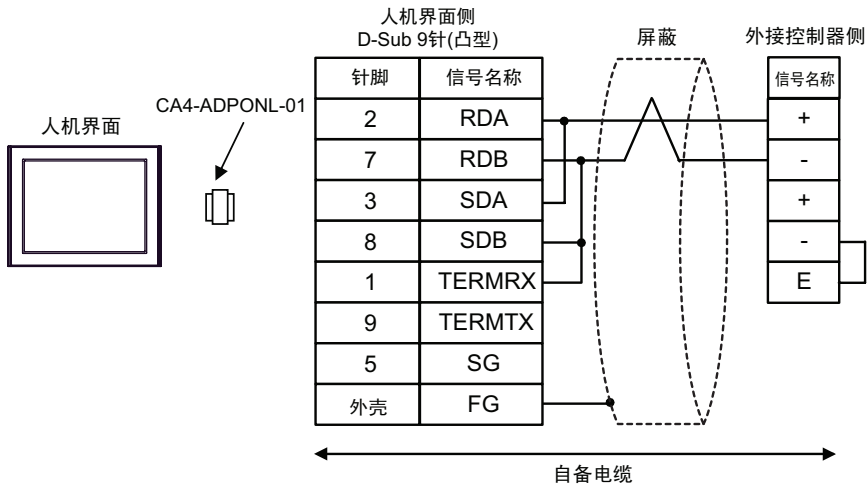 人机界面侧
D-Sub 9针(凸型)
屏蔽
外接控制器侧
CA4-ADPONL-01
人机界面
针脚 信号名称
2 RDA
7 RDB
3 SDA
8 SDB
1 TERMRX
9 TERMTX
5 SG
外壳 FG
信号名称
+
-
+
-
E
自备电缆